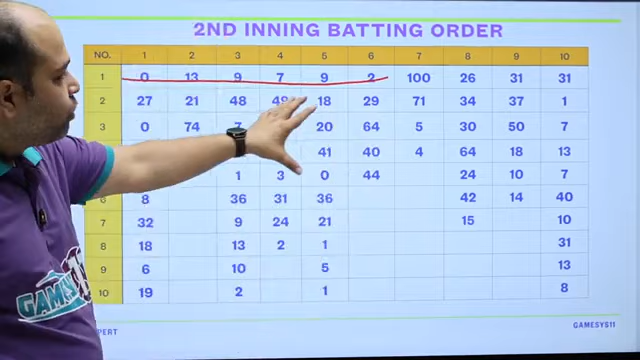 2ND INNING BATTING ORDER
NO. 1 2 3 4 5 6 7 8 9 10
1 0 13 9 7 9 2 100 26 31 31
2 27 21 48 49 18 29 71 34 37 1
3 0 74 7 20 64 5 30 50 7
41 40 4 64 18 13
1 3 0 44 24 10 7
8 36 31 36 42 14 40
7 32 9 24 21 15 10
8 18 13 2 1 31
9 6 10 5 13
10 19 2 1 8
PERT
GAMESYS11
GAMESYS